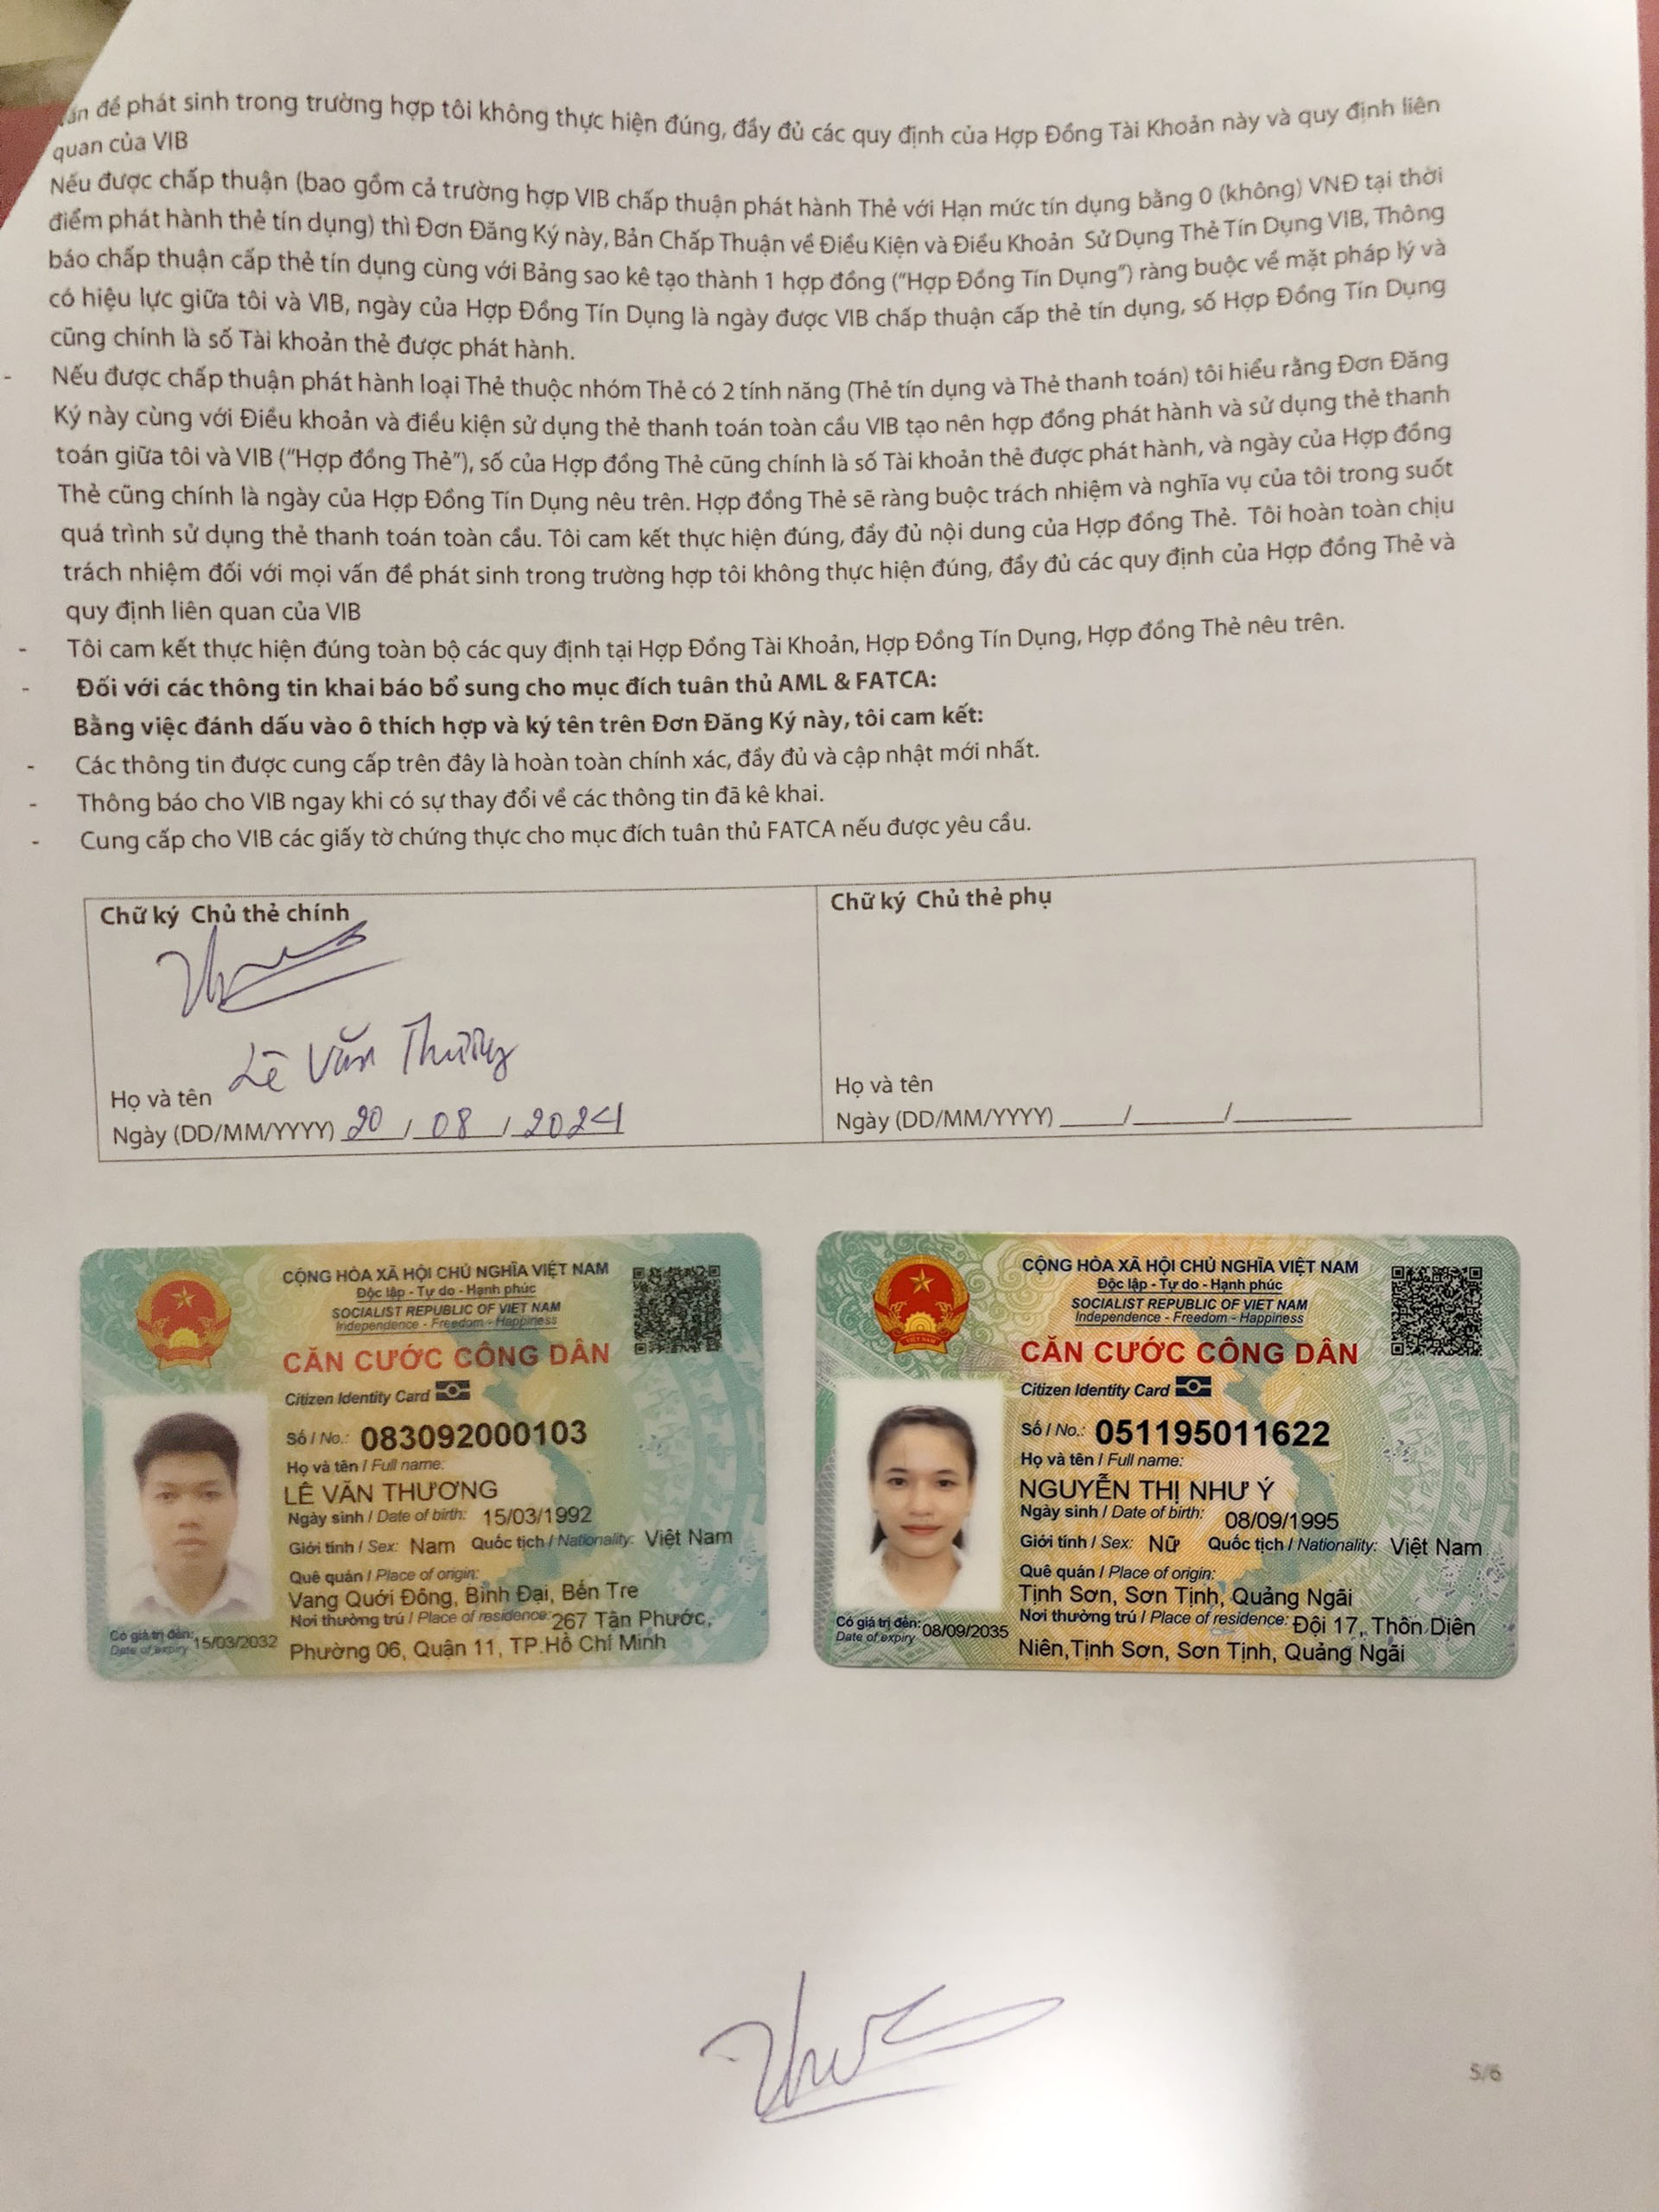 đề phát sinh trong trường hợp tôi không thực hiện đúng, đầy đủ các quy định của Hợp Đồng Tài Khoản này và quy định liên
quan của VIB
Nếu được chấp thuận (bao gồm cả trường hợp VIB chấp thuận phát hành Thẻ với Hạn mức tín dụng bằng 0 (không) VNĐ tại thời
điểm phát hành thẻ tín dụng) thì Đơn Đăng Ký này, Bản Chấp Thuận về Điều Kiện và Điều Khoản Sử Dụng Thẻ Tín Dụng VIB, Thông
báo chấp thuận cấp thẻ tín dụng cùng với Bảng sao kê tạo thành 1 hợp đồng (“Hợp Đồng Tín Dụng”) ràng buộc về mặt pháp lý và
có hiệu lực giữa tôi và VIB, ngày của Hợp Đồng Tín Dụng là ngày được VIB chấp thuận cấp thẻ tín dụng, số Hợp Đồng Tín Dụng
cũng chính là số Tài khoản thẻ được phát hành.
- Nếu được chấp thuận phát hành loại Thẻ thuộc nhóm Thẻ có 2 tính năng (Thẻ tín dụng và Thẻ thanh toán) tôi hiểu rằng Đơn Đăng
Ký này cùng với Điều khoản và điều kiện sử dụng thẻ thanh toán toàn cầu VIB tạo nên hợp đồng phát hành và sử dụng thẻ thanh
toán giữa tôi và VIB (“Hợp đồng Thẻ”), số của Hợp đồng Thẻ cũng chính là số Tài khoản thẻ được phát hành, và ngày của Hợp đồng
Thẻ cũng chính là ngày của Hợp Đồng Tín Dụng nêu trên. Hợp đồng Thẻ sẽ ràng buộc trách nhiệm và nghĩa vụ của tôi trong suốt
quá trình sử dụng thẻ thanh toán toàn cầu. Tôi cam kết thực hiện đúng, đầy đủ nội dung của Hợp đồng Thẻ. Tôi hoàn toàn chịu
trách nhiệm đối với mọi vấn đề phát sinh trong trường hợp tôi không thực hiện đúng, đầy đủ các quy định của Hợp đồng Thẻ và
quy định liên quan của VIB
- Tôi cam kết thực hiện đúng toàn bộ các quy định tại Hợp Đồng Tài Khoản, Hợp Đồng Tín Dụng, Hợp đồng Thẻ nêu trên.
- Đối với các thông tin khai báo bổ sung cho mục đích tuân thủ AML & FATCA:
Bằng việc đánh dấu vào ô thích hợp và ký tên trên Đơn Đăng Ký này, tôi cam kết:
- Các thông tin được cung cấp trên đây là hoàn toàn chính xác, đầy đủ và cập nhật mới nhất.
- Thông báo cho VIB ngay khi có sự thay đổi về các thông tin đã kê khai.
- Cung cấp cho VIB các giấy tờ chứng thực cho mục đích tuân thủ FATCA nếu được yêu cầu.
Chữ ký Chủ thẻ chính
Họ và tên Lê Văn Thương
Ngày (DD/MM/YYYY) 20/08/2024
Chữ ký Chủ thẻ phụ
Họ và tên
Ngày (DD/MM/YYYY) ____/____/____
CỘNG HÒA XÃ HỘI CHỦ NGHĨA VIỆT NAM
Độc lập - Tự do - Hạnh phúc
SOCIALIST REPUBLIC OF VIET NAM
Independence - Freedom - Happiness
CĂN CƯỚC CÔNG DÂN
Citizen Identity Card
Số / No.: 083092000103
Họ và tên / Full name:
LÊ VĂN THƯƠNG
Ngày sinh / Date of birth: 15/03/1992
Giới tính / Sex: Nam Quốc tịch / Nationality: Việt Nam
Quê quán / Place of origin:
Vang Quới Đông, Bình Đại, Bến Tre
Nơi thường trú / Place of residence: 267 Tân Phước,
Phường 06, Quận 11, TP.Hồ Chí Minh
Có giá trị đến: 15/03/2032
Date of expiry
CỘNG HÒA XÃ HỘI CHỦ NGHĨA VIỆT NAM
Độc lập - Tự do - Hạnh phúc
SOCIALIST REPUBLIC OF VIET NAM
Independence - Freedom - Happiness
CĂN CƯỚC CÔNG DÂN
Citizen Identity Card
Số / No.: 051195011622
Họ và tên / Full name:
NGUYỄN THỊ NHƯ Ý
Ngày sinh / Date of birth: 08/09/1995
Giới tính / Sex: Nữ Quốc tịch / Nationality: Việt Nam
Quê quán / Place of origin:
Tịnh Sơn, Sơn Tịnh, Quảng Ngãi
Nơi thường trú / Place of residence: Đội 17, Thôn Diên
Niên,Tịnh Sơn, Sơn Tịnh, Quảng Ngãi
Có giá trị đến: 08/09/2035
Date of expiry
5/6